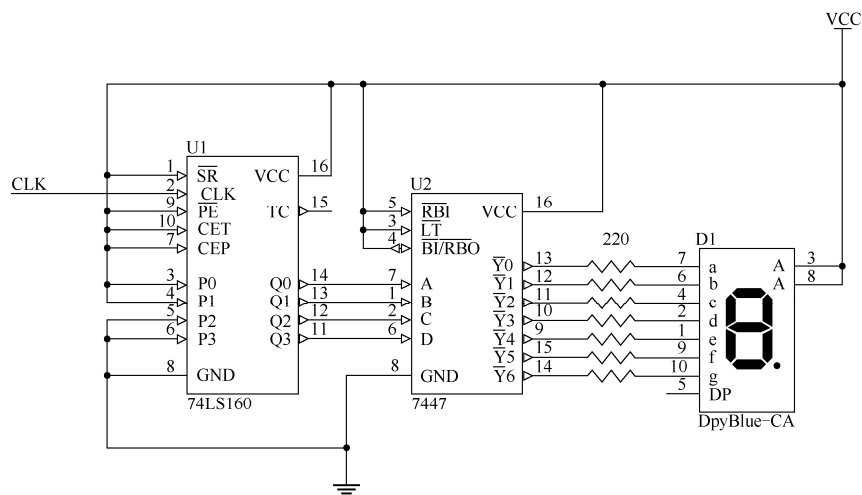 VCC
U1
1 SR VCC 16
CLK 2 CLK
9 PE TC 15
10 CET
7 CEP
3 P0 Q0 14
4 P1 Q1 13
5 P2 Q2 12
6 P3 Q3 11
8 GND
74LS160
U2
5 RBI VCC 16
3 LT
4 BI/RBO
Y0 13
7 A Y1 12
1 B Y2 11
2 C Y3 10
6 D Y4 9
Y5 15
8 GND Y6 14
7447
220
D1
7 a A 3
6 b A 8
4 c
2 d
1 e
9 f
10 g
5 DP
DpyBlue-CA